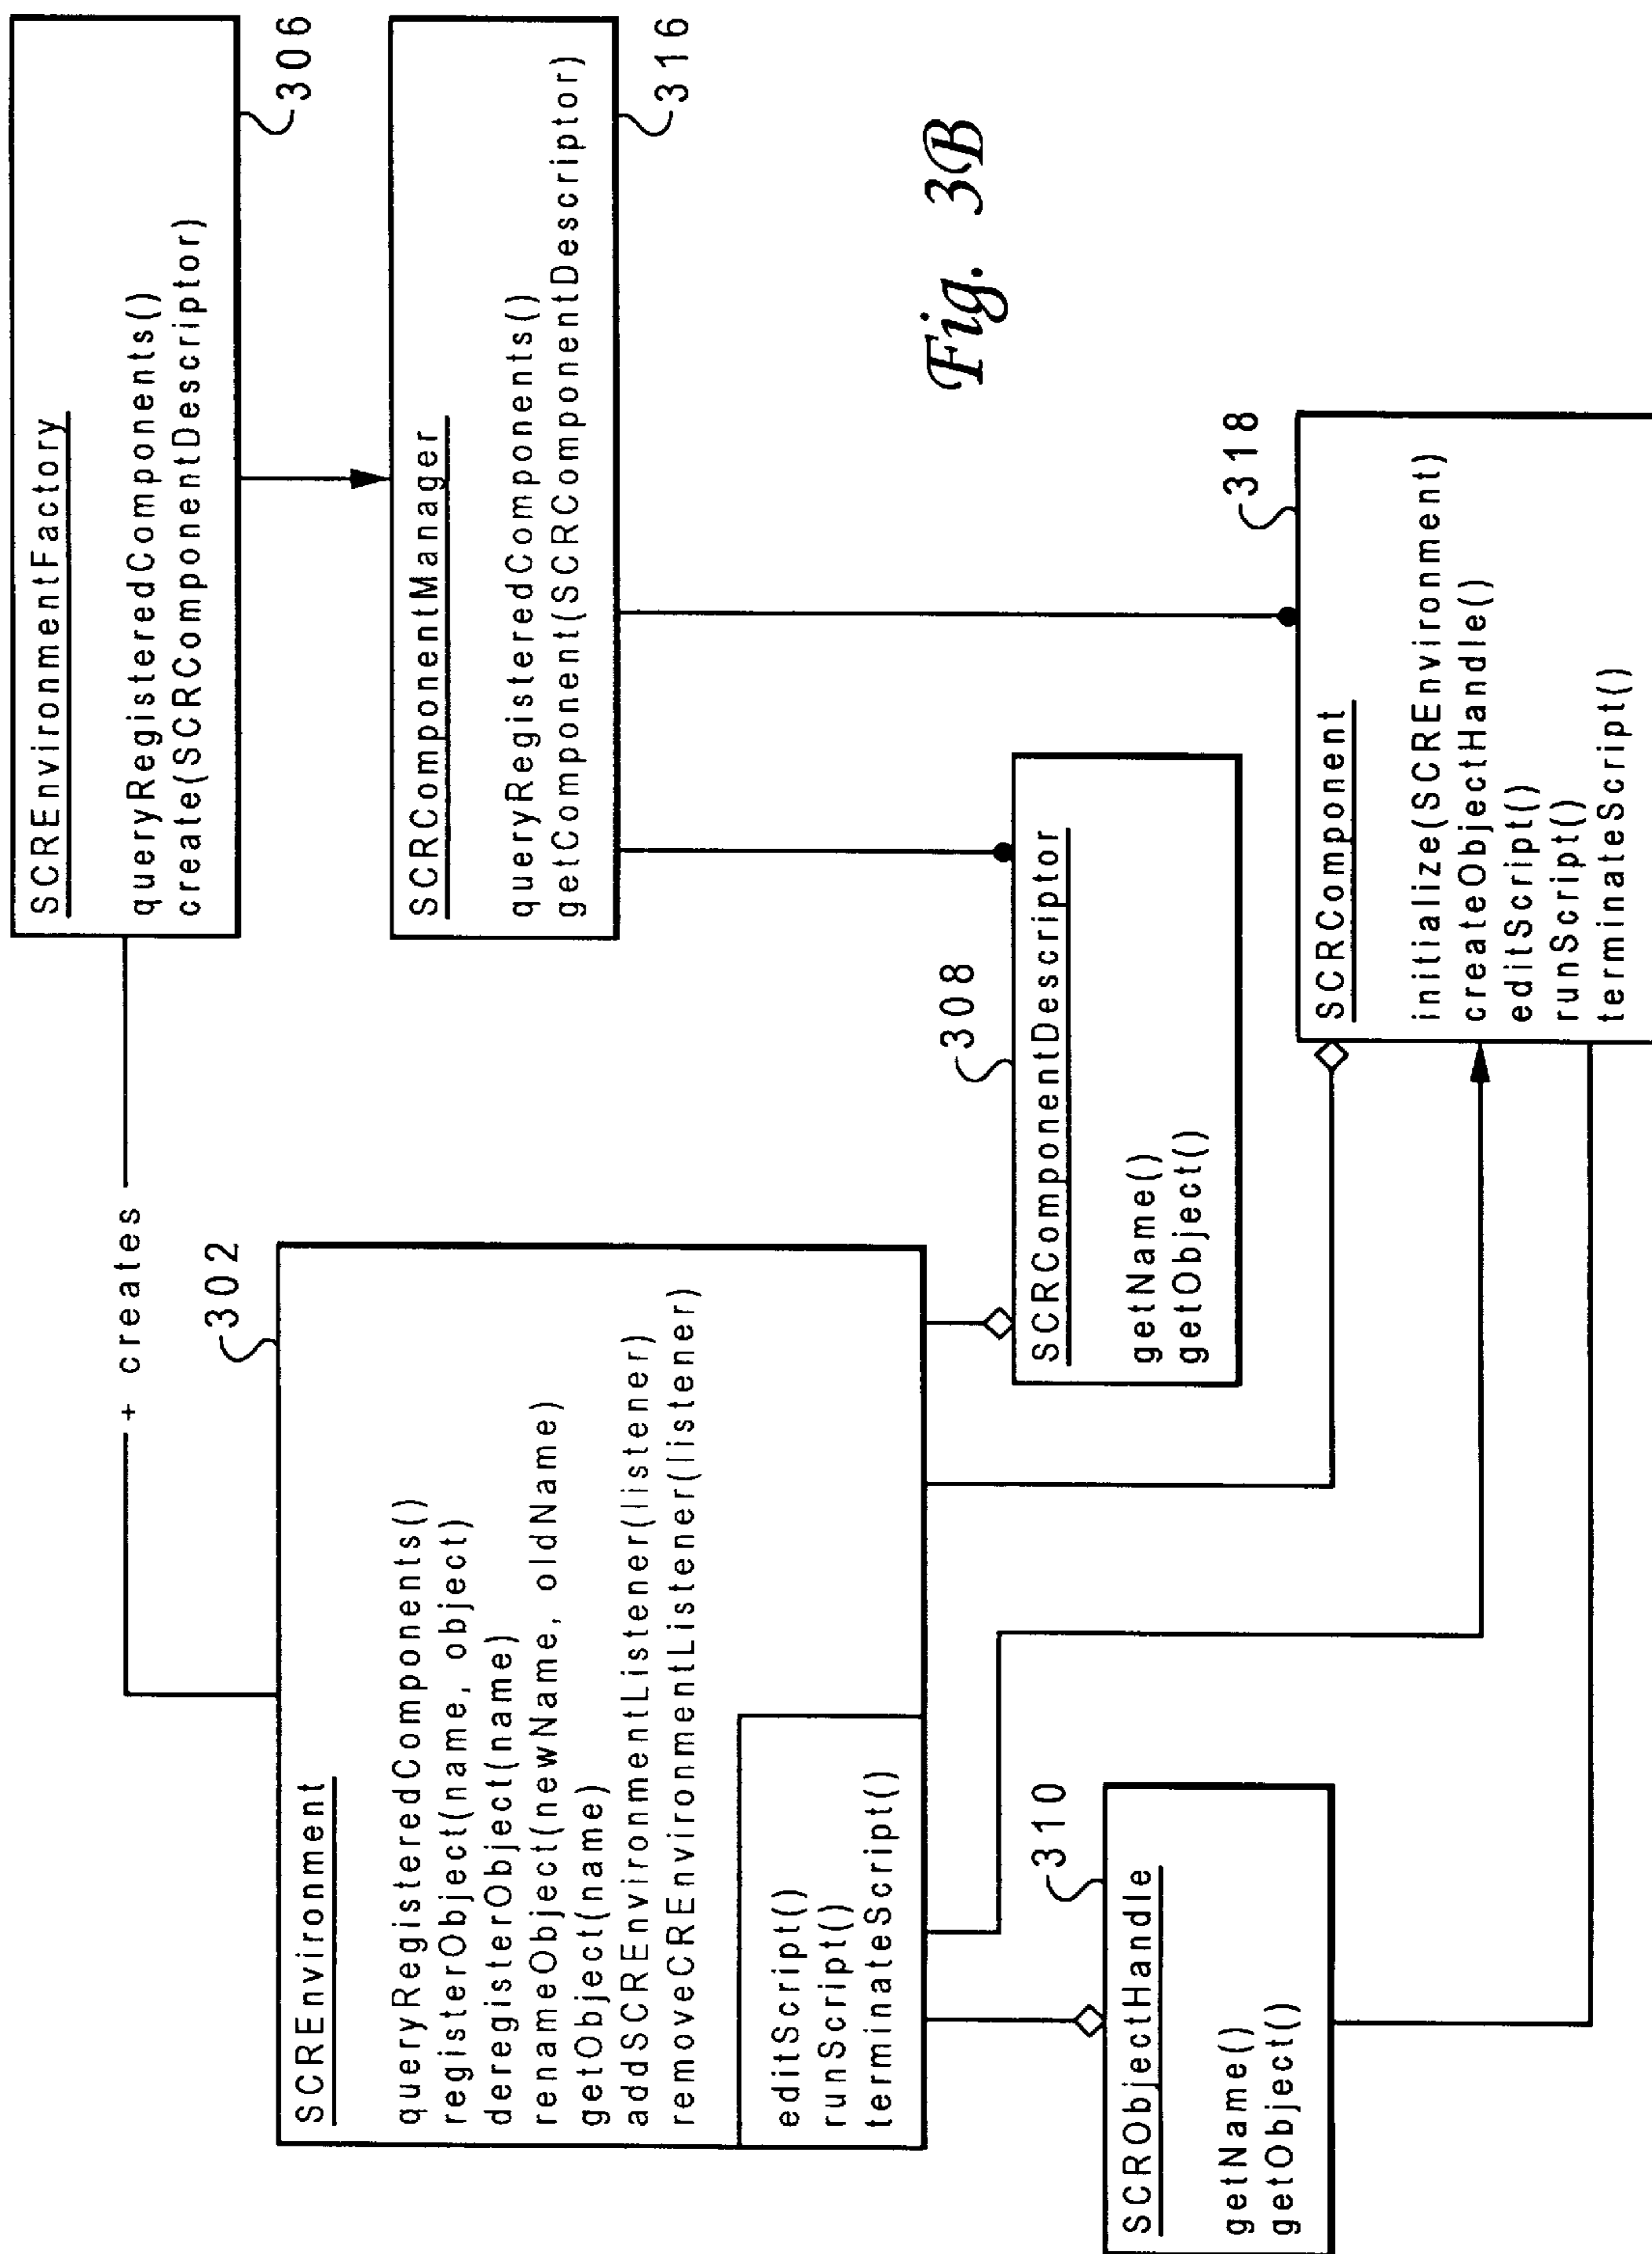 SCREnvironment
queryRegisteredComponents()
registerObject(name, object)
deregisterObject(name)
renameObject(newName, oldName)
getObject(name)
addSCREnvironmentListener(listener)
removeCREnvironmentListener(listener)
editScript()
runScript()
terminateScript()
302
+ creates
SCREnvironmentFactory
queryRegisteredComponents()
create(SCRComponentDescriptor)
306
SCRComponentManager
queryRegisteredComponents()
getComponent(SCRComponentDescriptor)
316
SCRObjectHandle
getName()
getObject()
310
SCRComponentDescriptor
getName()
getObject()
308
SCRComponent
initialize(SCREnvironment)
createObjectHandle()
editScript()
runScript()
terminateScript()
318
Fig. 3B